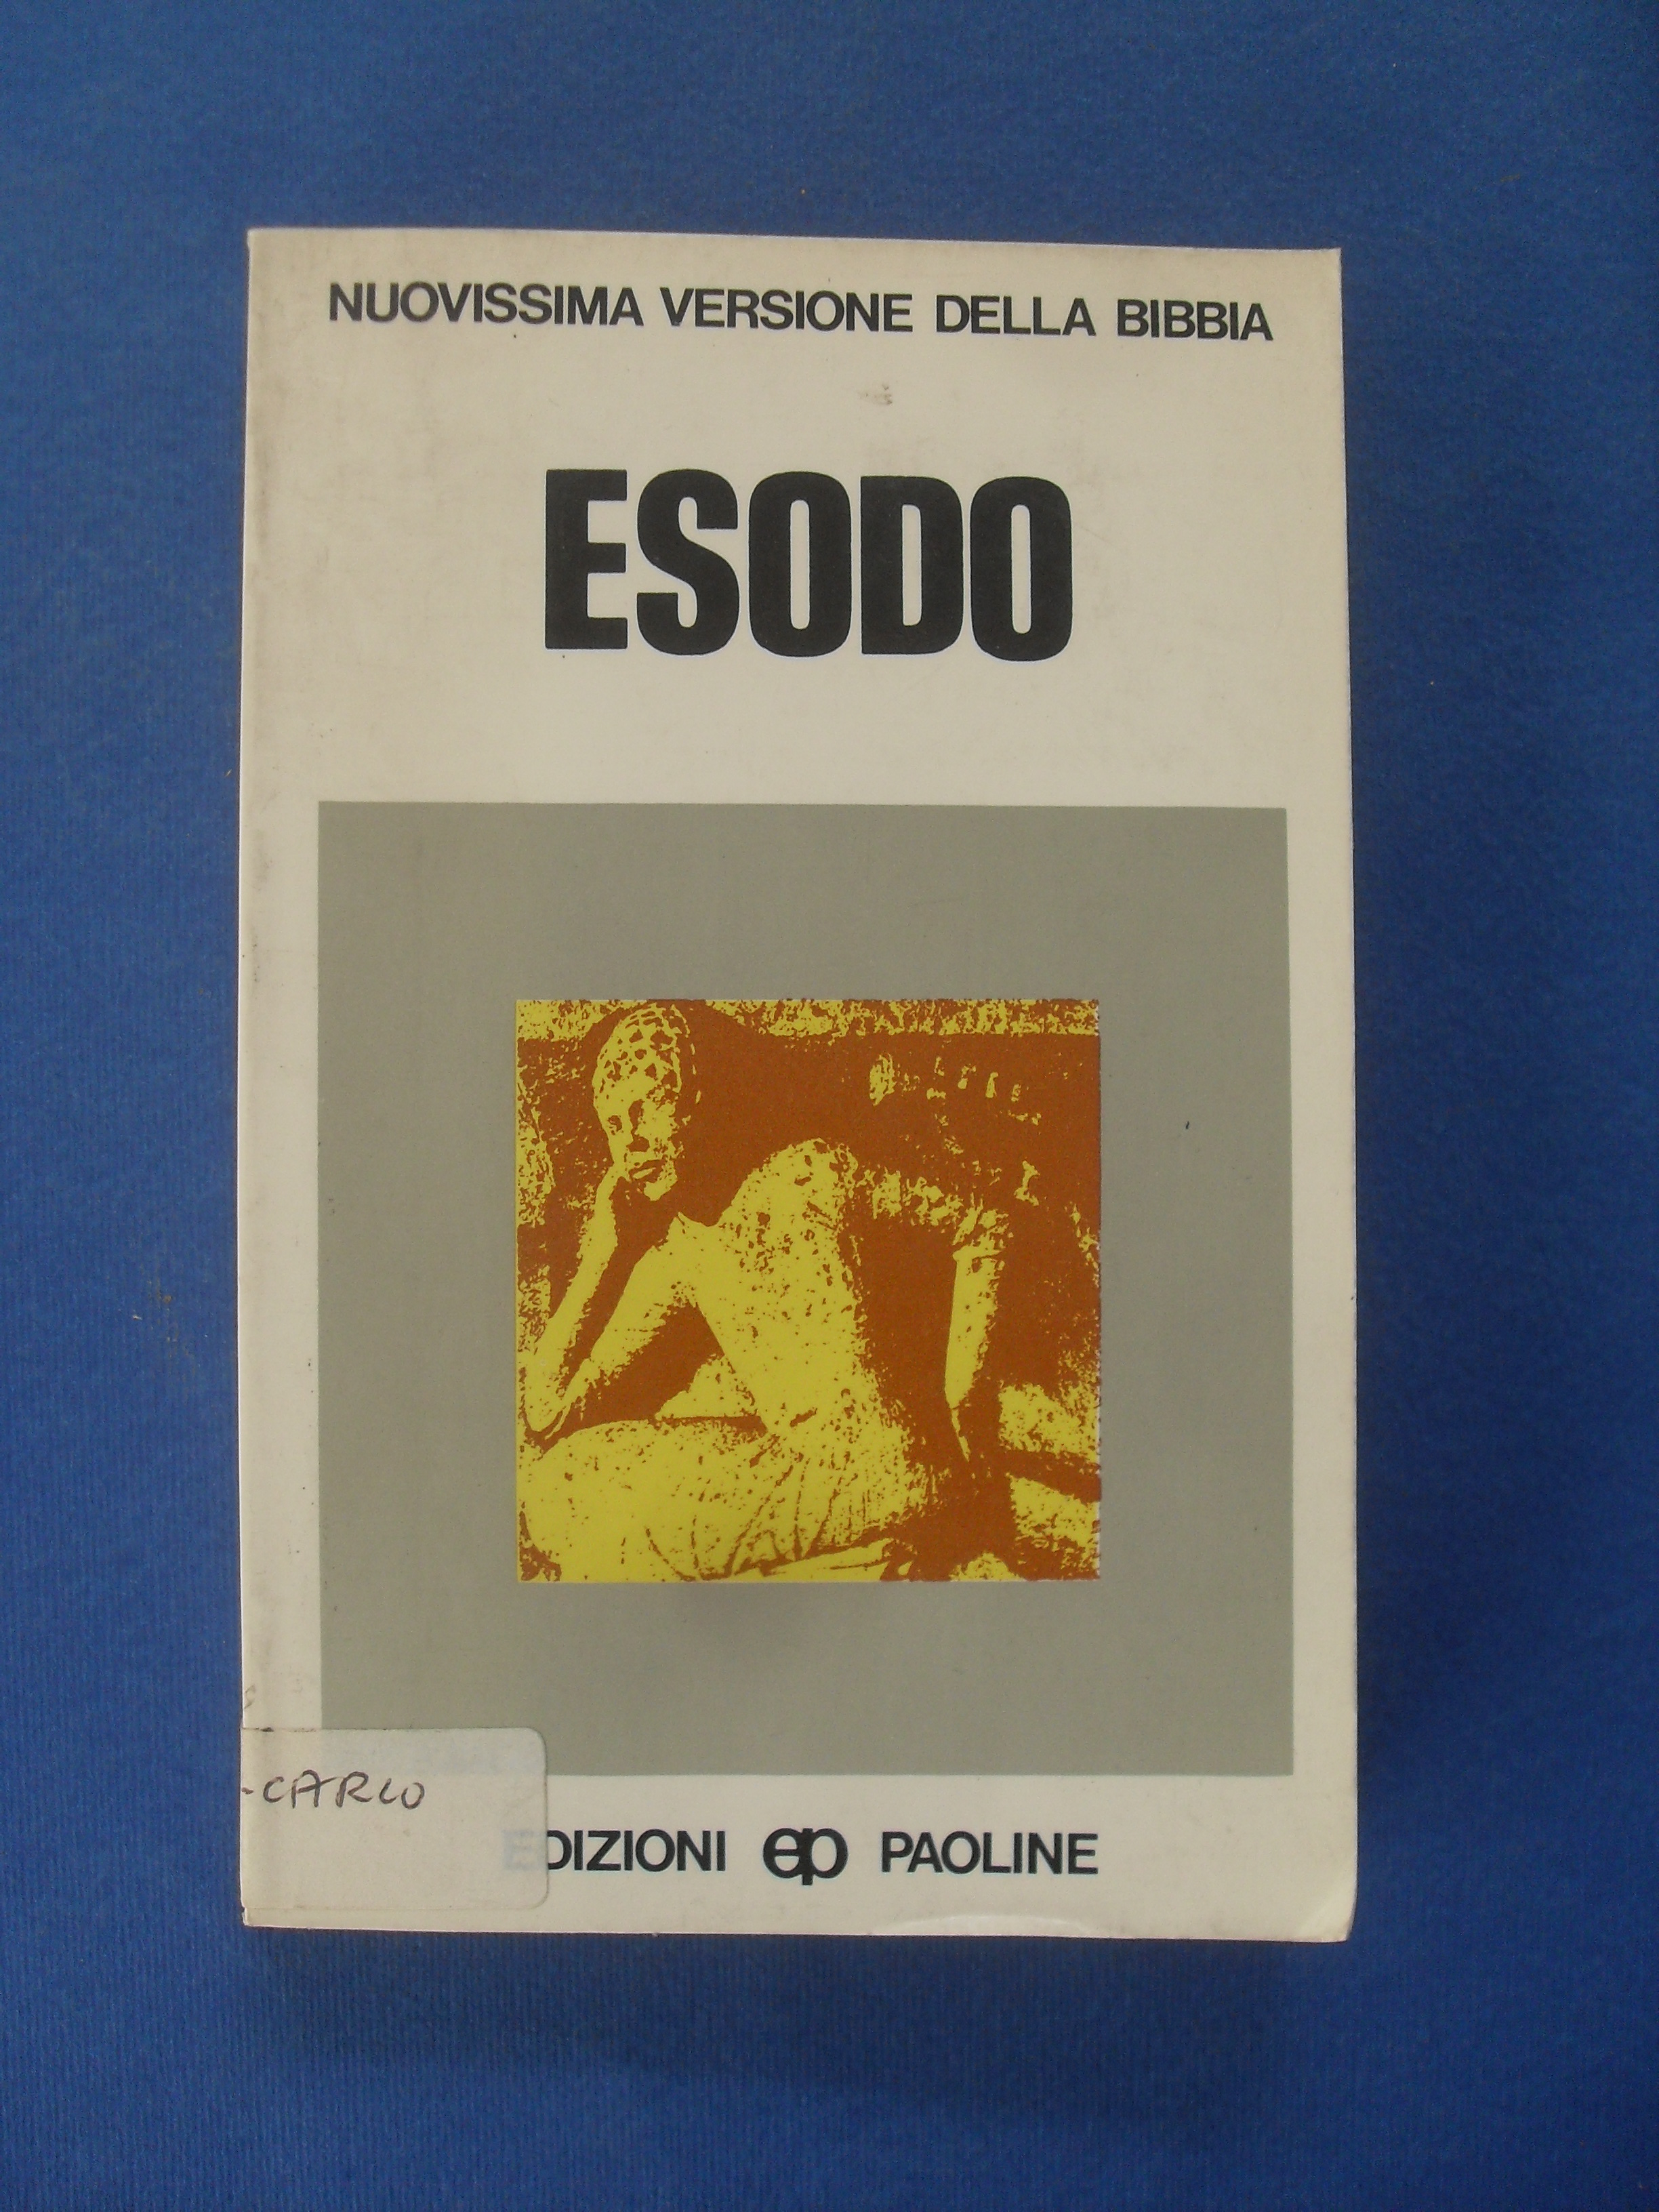 NUOVISSIMA VERSIONE DELLA BIBBIA
ESODO
-CARLO
EDIZIONI ep PAOLINE